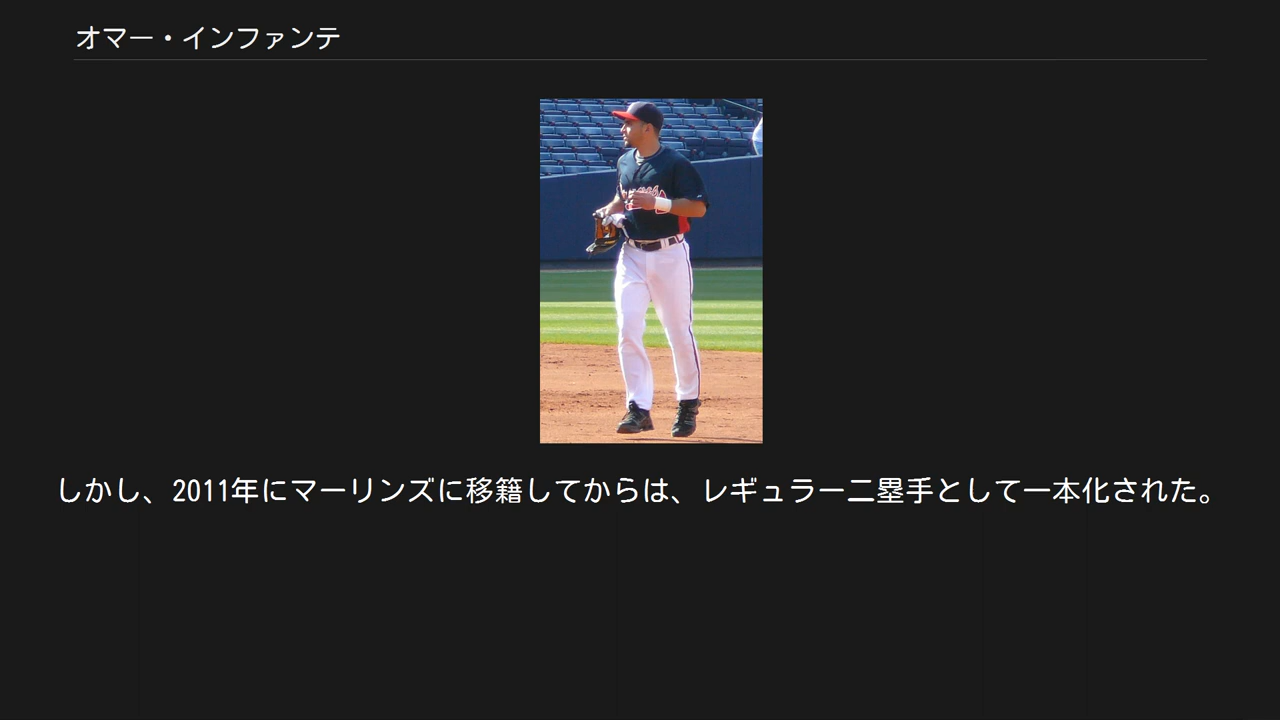 オマー・インファンテ
しかし、2011年にマーリンズに移籍してからは、レギュラー二塁手として一本化された。